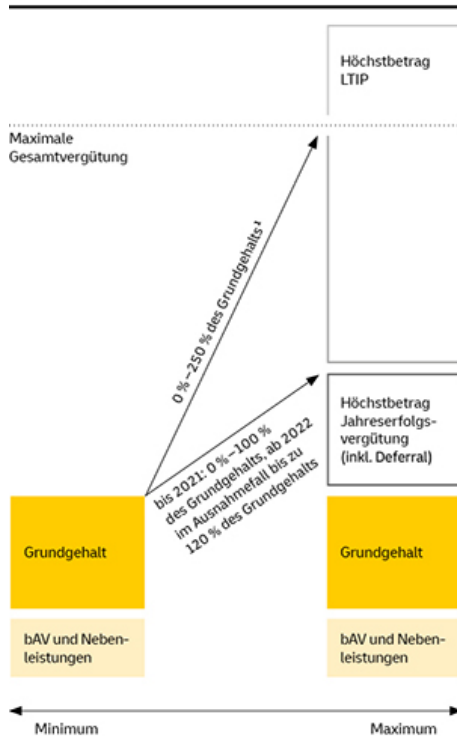 Höchstbetrag
LTIP
Maximale
Gesamtvergütung
0 %–250 % des Grundgehalts¹
Höchstbetrag
Jahreserfolgs-
vergütung
(inkl. Deferral)
bis 2021: 0 %–100 %
des Grundgehalts, ab 2022
im Ausnahmefall bis zu
120 % des Grundgehalts
Grundgehalt
Grundgehalt
bAV und Neben-
leistungen
bAV und Neben-
leistungen
Minimum
Maximum